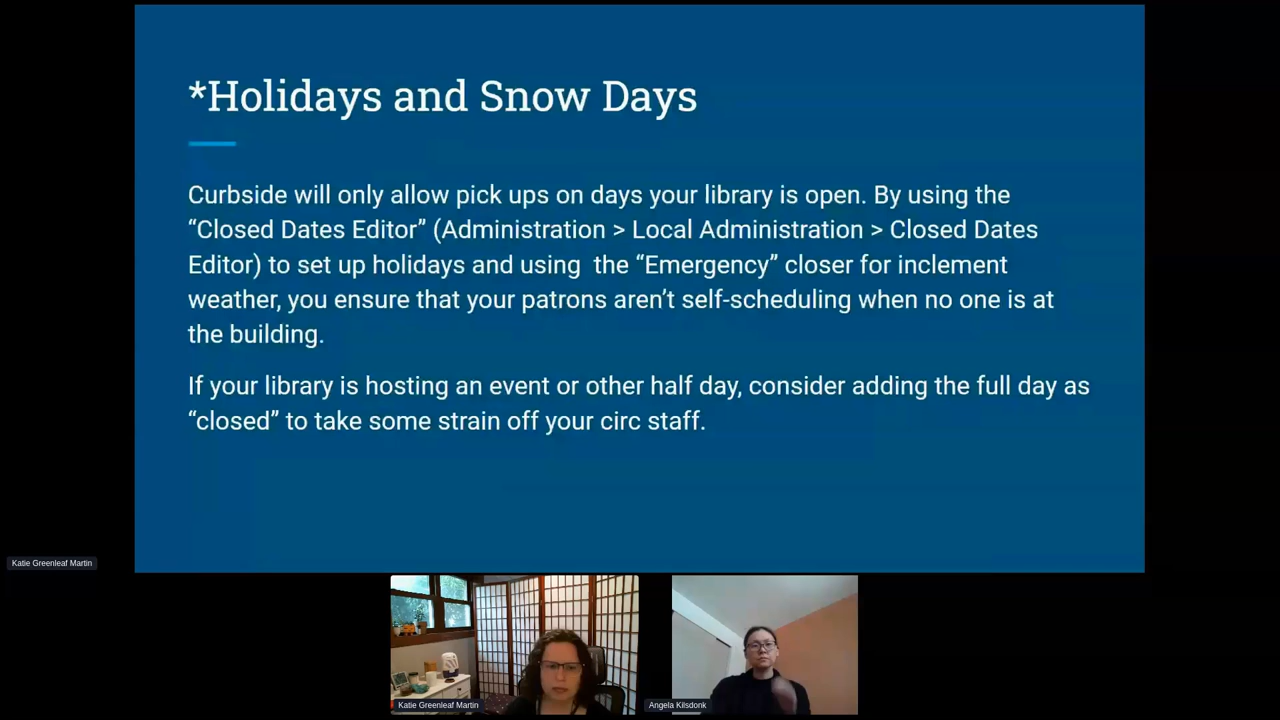 *Holidays and Snow Days
Curbside will only allow pick ups on days your library is open. By using the
“Closed Dates Editor” (Administration > Local Administration > Closed Dates
Editor) to set up holidays and using  the “Emergency” closer for inclement
weather, you ensure that your patrons aren’t self-scheduling when no one is at
the building.
If your library is hosting an event or other half day, consider adding the full day as
“closed” to take some strain off your circ staff.
Katie Greenleaf Martin
Katie Greenleaf Martin
Angela Kilsdonk